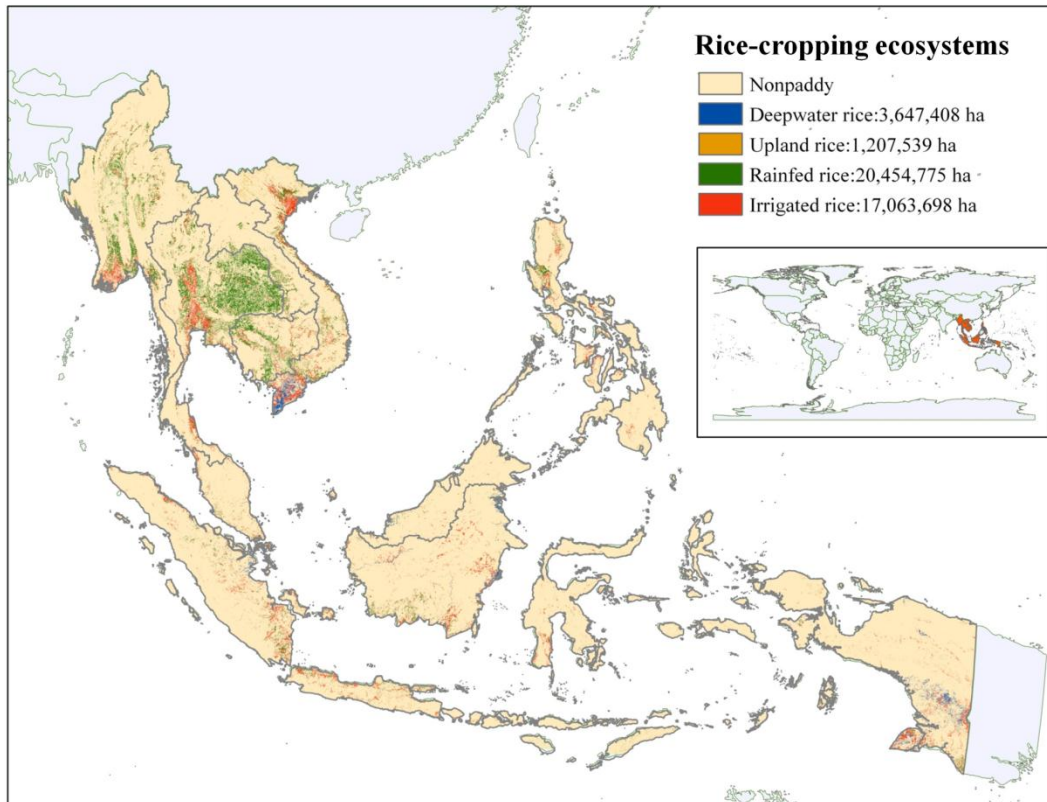 Rice-cropping ecosystems
Nonpaddy
Deepwater rice:3,647,408 ha
Upland rice:1,207,539 ha
Rainfed rice:20,454,775 ha
Irrigated rice:17,063,698 ha